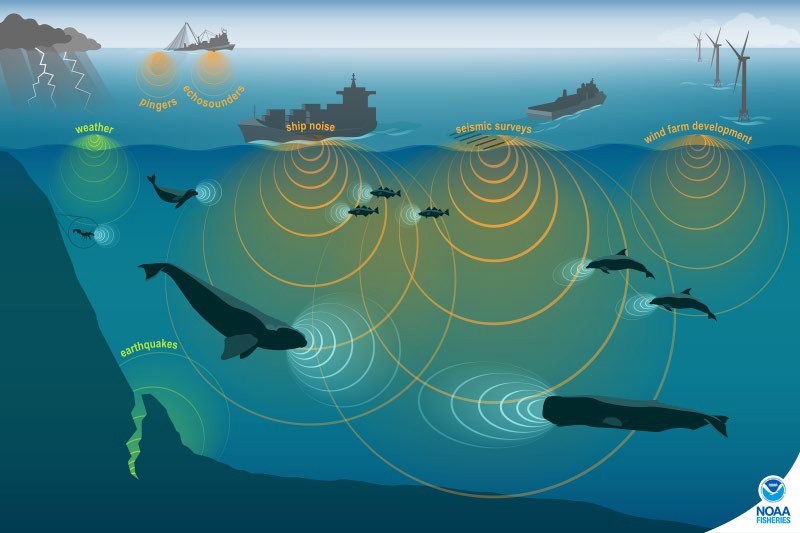 pingers
echosounders
weather
ship noise
seismic surveys
wind farm development
earthquakes
NOAA
FISHERIES